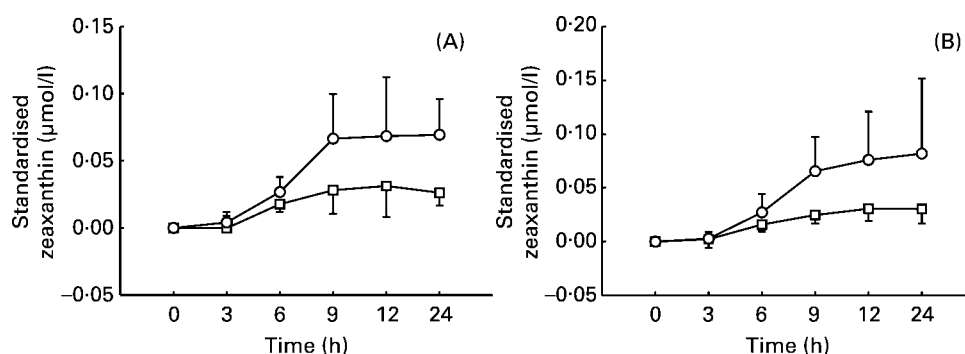 0·15
(A)
0·10
0·05
0·00
−0·05
Standardised
zeaxanthin (µmol/l)
0 3 6 9 12 24
Time (h)
0·20
(B)
0·15
0·10
0·05
0·00
−0·05
Standardised
zeaxanthin (µmol/l)
0 3 6 9 12 24
Time (h)